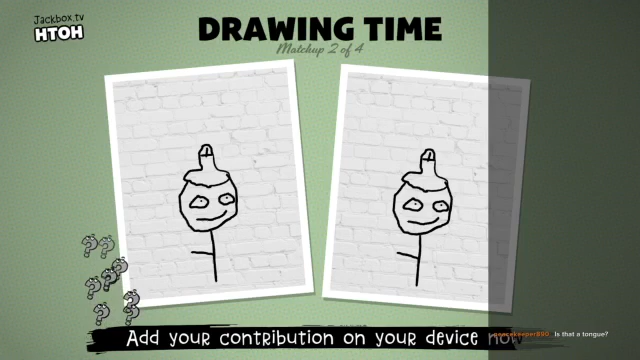 Jackbox.tv
HTOH
DRAWING TIME
Matchup 2 of 4
Add your contribution on your device now
peacekeeper890 Is that a tongue?